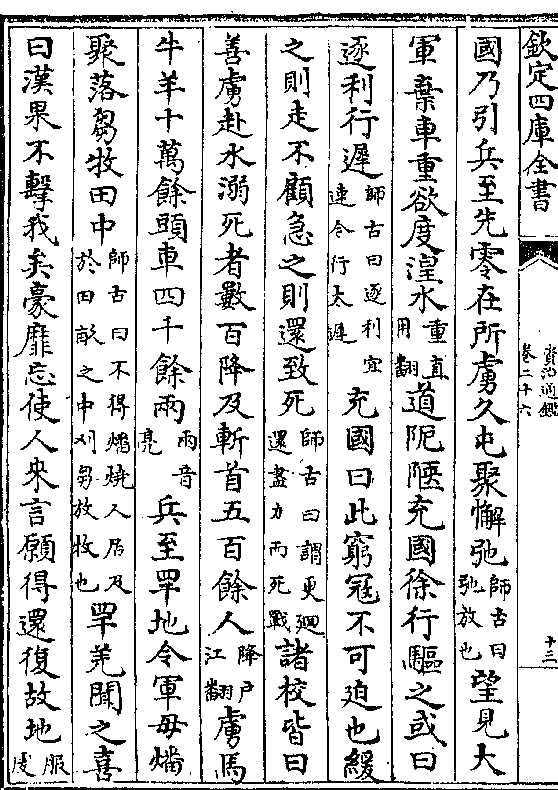 欽定四庫全書
資治通鑑
卷二十六
十三
國乃引兵至先零在所虜久屯聚懈弛師古曰弛放也望見大
軍棄車重欲度湟水重直用翻道阨陿充國徐行驅之或曰
逐利行遲師古曰逐利宜速今行太遲充國曰此窮寇不可迫也緩
之則走不顧急之則還致死師古曰謂更廻還盡力而死戰諸校皆曰
善虜赴水溺死者數百降及斬首五百餘人降戶江翻虜馬
牛羊十萬餘頭車四千餘兩兩音亮兵至䍐地令軍毋燔
聚落芻牧田中師古曰不得燔燒人居及於田畝之中刈芻放牧也䍐羌聞之喜
曰漢果不擊我矣豪靡忘使人來言願得還復故地服䖍